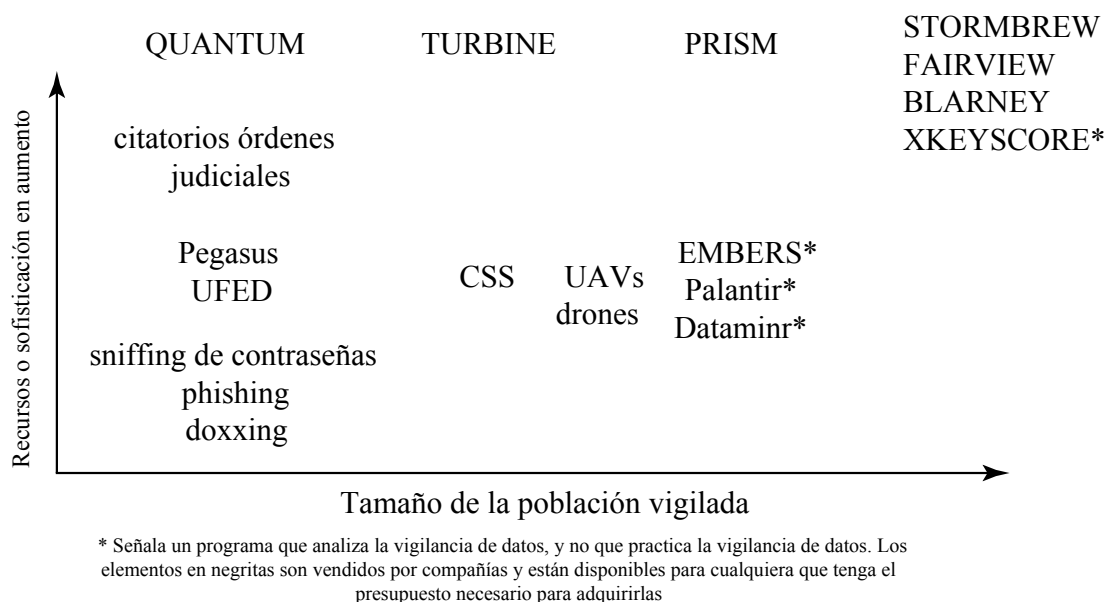 QUANTUM
TURBINE
PRISM
STORMBREW
FAIRVIEW
BLARNEY
XKEYSCORE*
citatorios órdenes
judiciales
Pegasus
UFED
CSS
UAVs
drones
EMBERS*
Palantir*
Dataminr*
sniffing de contraseñas
phishing
doxxing
Recursos o sofisticación en aumento
Tamaño de la población vigilada
* Señala un programa que analiza la vigilancia de datos, y no que practica la vigilancia de datos. Los
elementos en negritas son vendidos por compañías y están disponibles para cualquiera que tenga el
presupuesto necesario para adquirirlas